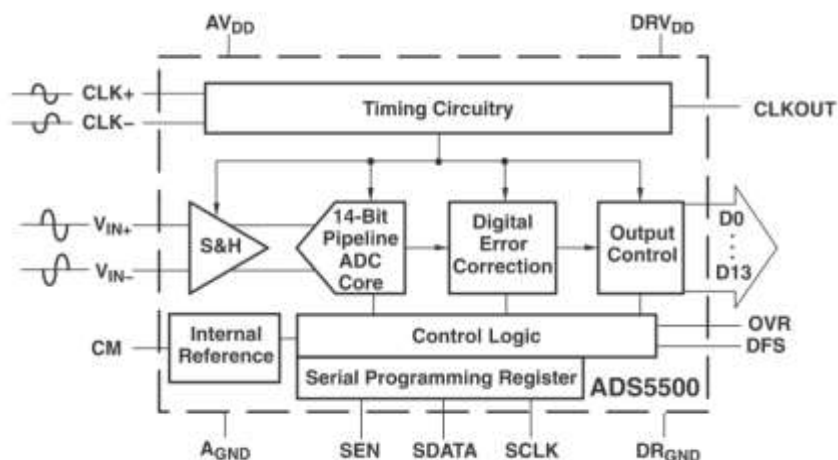 AVDD
DRVDD
CLK+
CLK–
Timing Circuitry
CLKOUT
VIN+
VIN–
S&H
14-Bit
Pipeline
ADC
Core
Digital
Error
Correction
Output
Control
D0
D13
CM
Internal
Reference
Control Logic
OVR
DFS
Serial Programming Register
ADS5500
AGND
SEN
SDATA
SCLK
DRGND